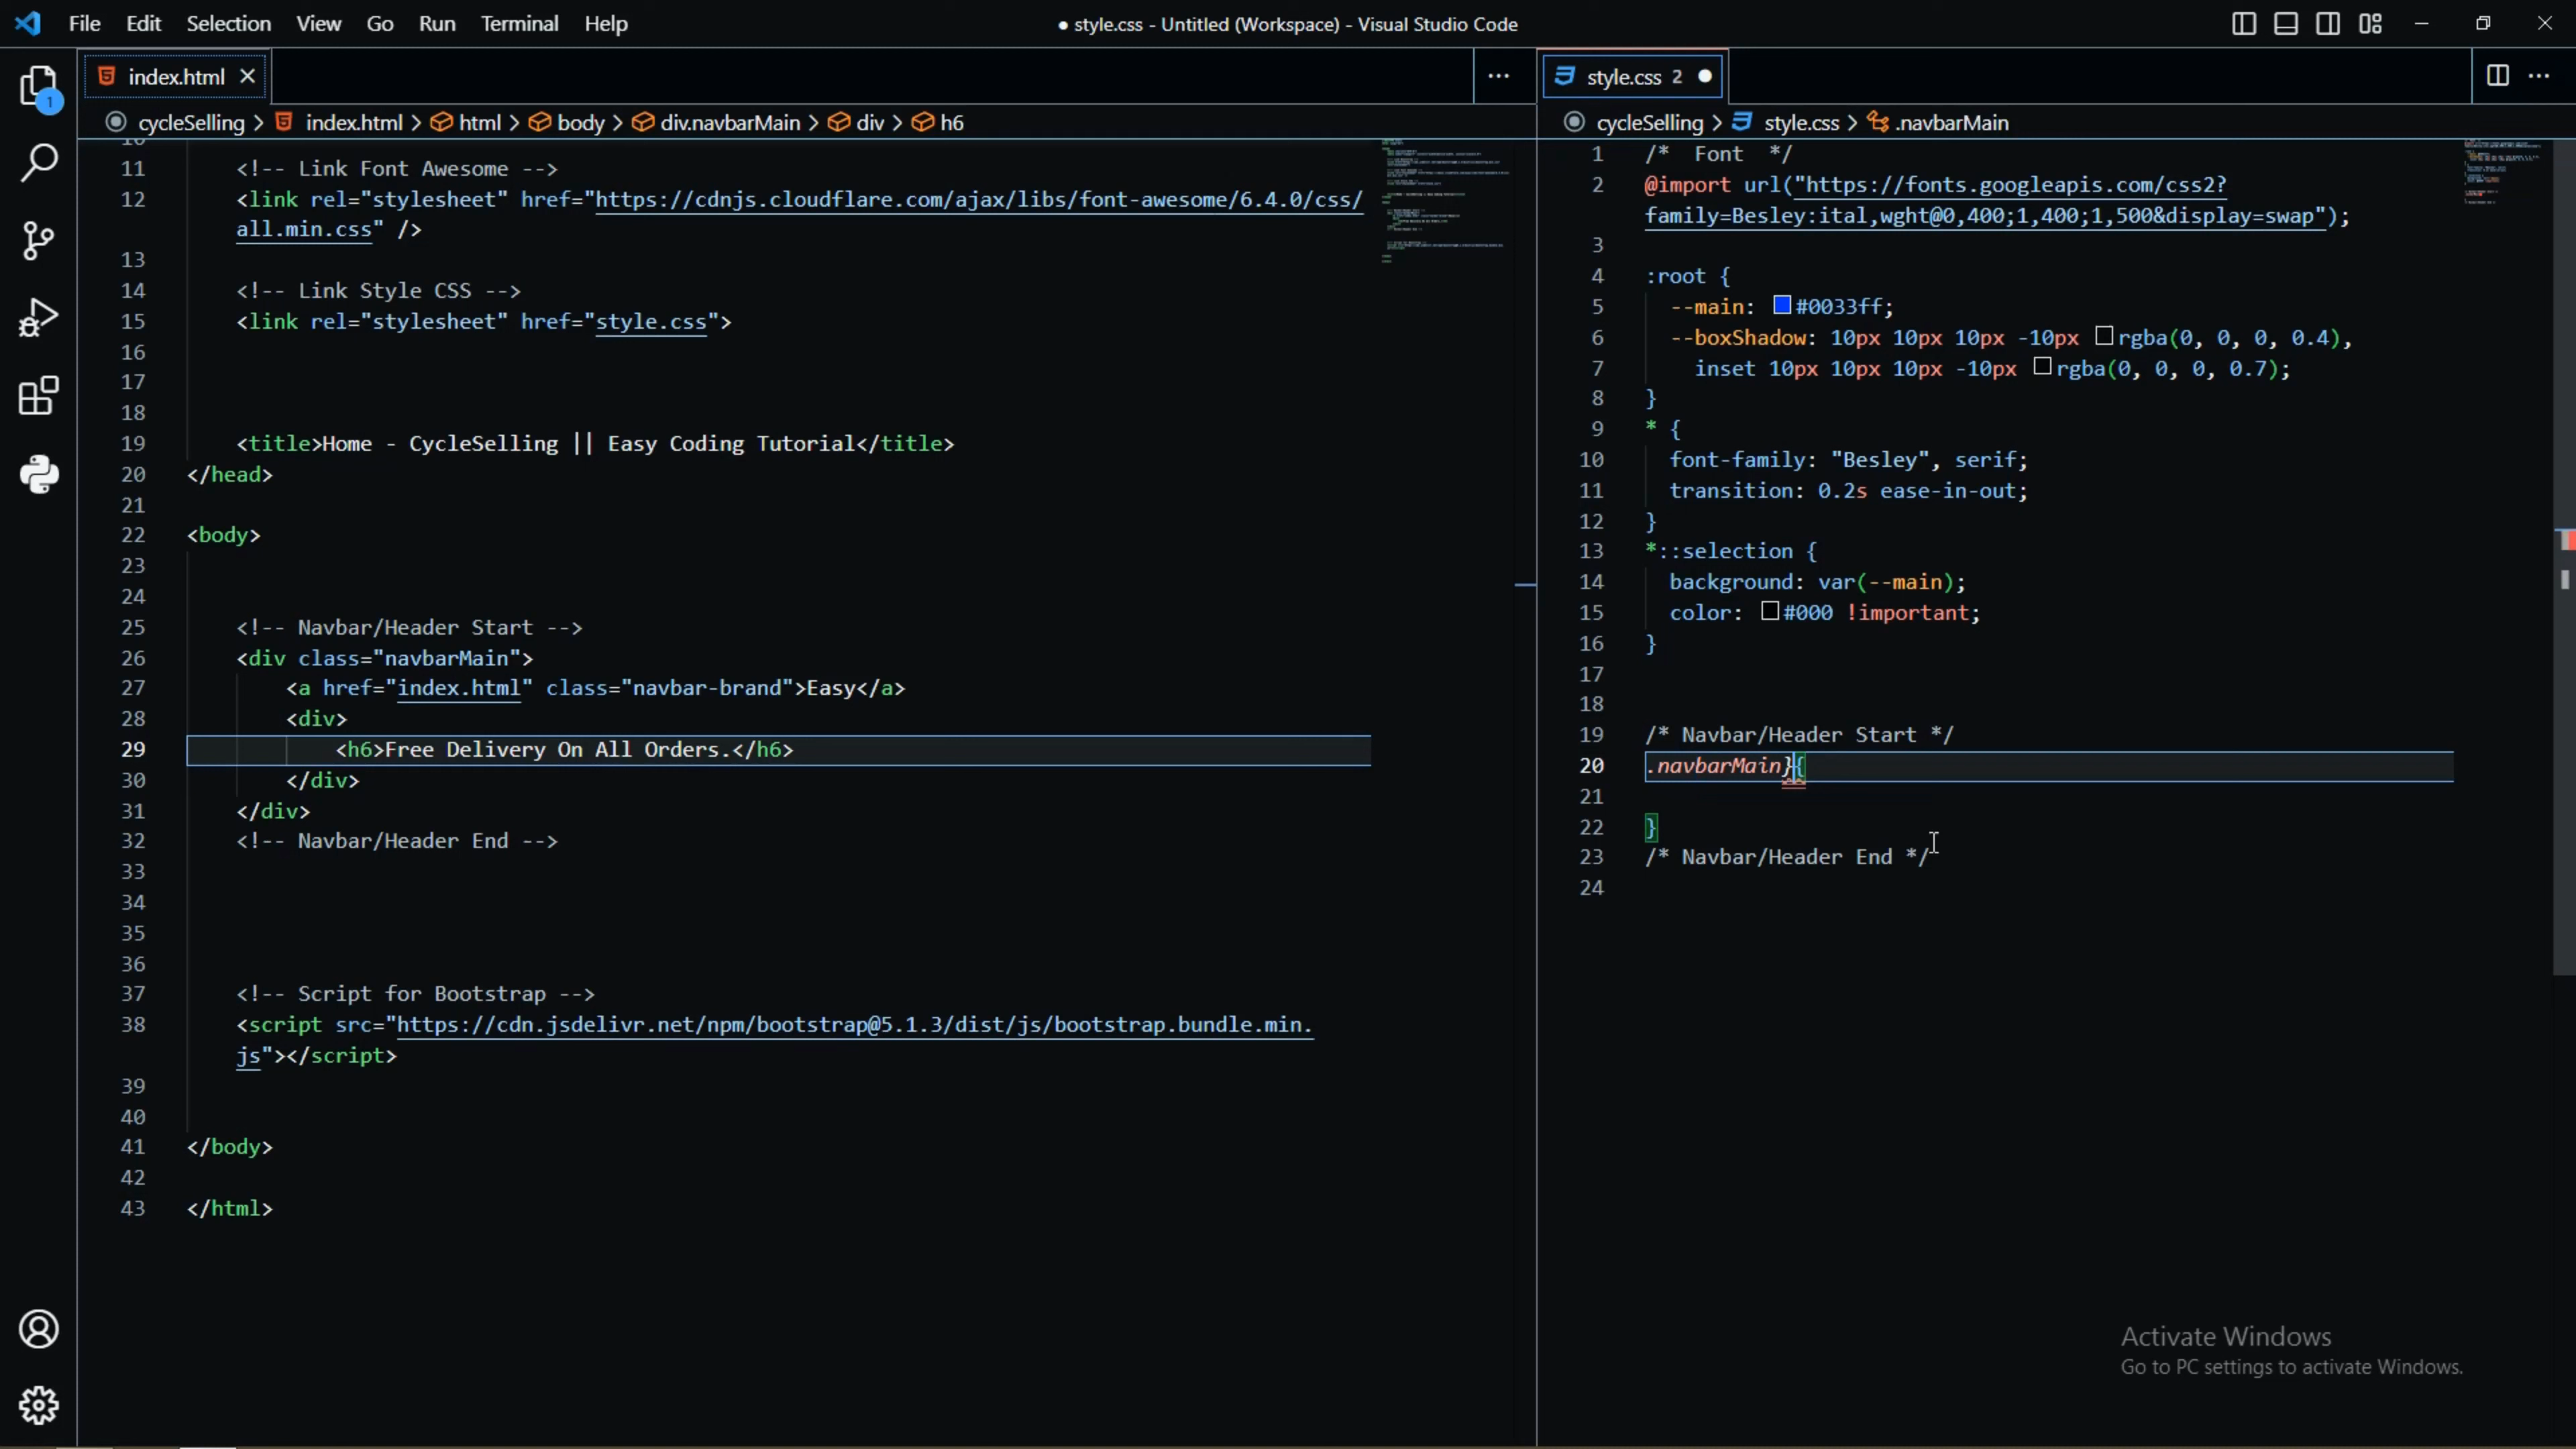 File Edit Selection View Go Run Terminal Help
● style.css - Untitled (Workspace) - Visual Studio Code
1
index.html
cycleSelling > index.html > html > body > div.navbarMain > div > h6
11 <!-- Link Font Awesome -->
12 <link rel="stylesheet" href="https://cdnjs.cloudflare.com/ajax/libs/font-awesome/6.4.0/css/
all.min.css" />
13
14 <!-- Link Style CSS -->
15 <link rel="stylesheet" href="style.css">
16
17
18
19 <title>Home - CycleSelling || Easy Coding Tutorial</title>
20 </head>
21
22 <body>
23
24
25 <!-- Navbar/Header Start -->
26 <div class="navbarMain">
27 <a href="index.html" class="navbar-brand">Easy</a>
28 <div>
29 <h6>Free Delivery On All Orders.</h6>
30 </div>
31 </div>
32 <!-- Navbar/Header End -->
33
34
35
36
37 <!-- Script for Bootstrap -->
38 <script src="https://cdn.jsdelivr.net/npm/bootstrap@5.1.3/dist/js/bootstrap.bundle.min.
js"></script>
39
40
41 </body>
42
43 </html>
style.css 2 ●
cycleSelling > style.css > .navbarMain
1 /*  Font  */
2 @import url("https://fonts.googleapis.com/css2?
family=Besley:ital,wght@0,400;1,400;1,500&display=swap");
3
4 :root {
5 --main: #0033ff;
6 --boxShadow: 10px 10px 10px -10px rgba(0, 0, 0, 0.4),
7 inset 10px 10px 10px -10px rgba(0, 0, 0, 0.7);
8 }
9 * {
10 font-family: "Besley", serif;
11 transition: 0.2s ease-in-out;
12 }
13 *::selection {
14 background: var(--main);
15 color: #000 !important;
16 }
17
18
19 /* Navbar/Header Start */
20 .navbarMain}{
21
22 }
23 /* Navbar/Header End */
24
Activate Windows
Go to PC settings to activate Windows.